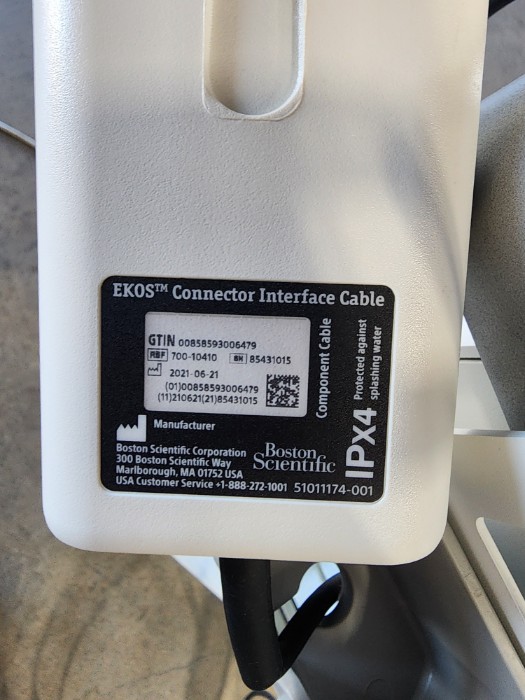 EKOS™ Connector Interface Cable
GTIN 00858593006479
REF 700-10410 SN 85431015
2021-06-21
(01)00858593006479
(11)210621(21)85431015
Component Cable
IPX4 Protected against
splashing water
Manufacturer
Boston Scientific Corporation
300 Boston Scientific Way
Marlborough, MA 01752 USA
USA Customer Service +1-888-272-1001
Boston
Scientific
51011174-001